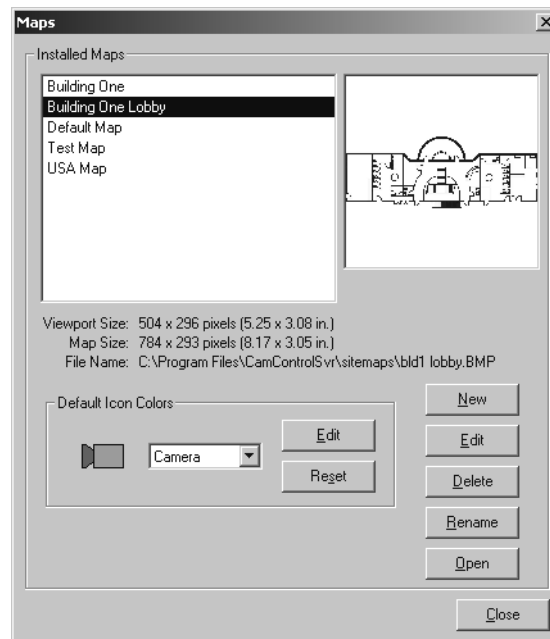 Maps
Installed Maps
Building One
Building One Lobby
Default Map
Test Map
USA Map
Viewport Size: 504 x 296 pixels (5.25 x 3.08 in.)
Map Size: 784 x 293 pixels (8.17 x 3.05 in.)
File Name: C:\Program Files\CamControlSvr\sitemaps\bld1 lobby.BMP
Default Icon Colors
Camera
Edit
Reset
New
Edit
Delete
Rename
Open
Close